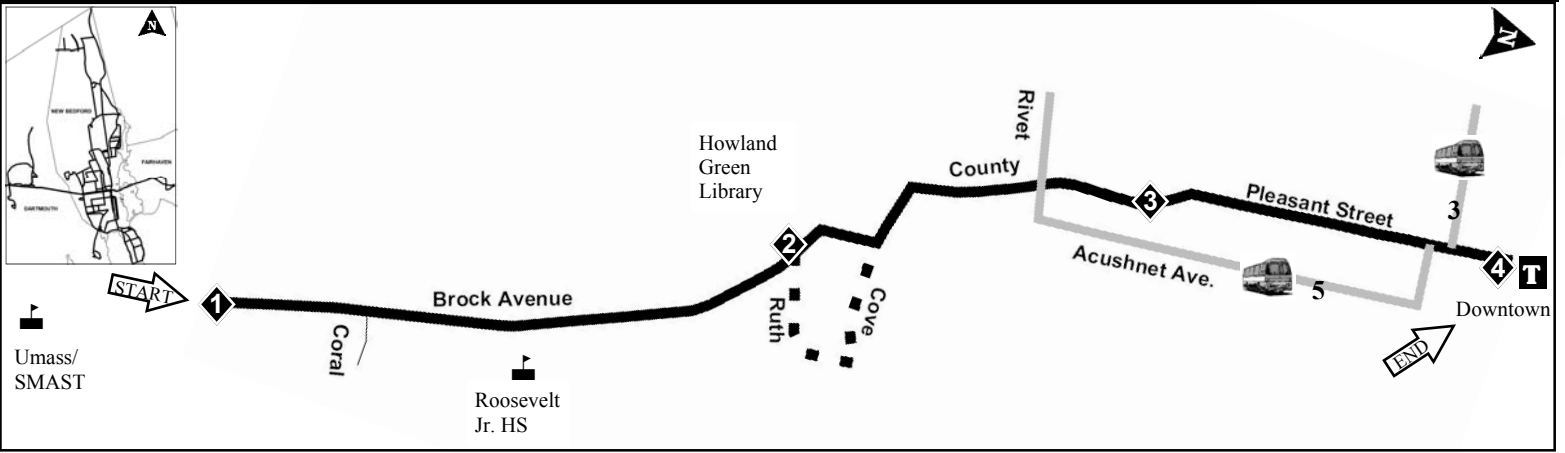 N
NEW BEDFORD
FAIRHAVEN
DARTMOUTH
N
START
1
Umass/
SMAST
Brock Avenue
Coral
Roosevelt
Jr. HS
Howland
Green
Library
2
Ruth
Cove
County
Rivet
3
Pleasant Street
Acushnet Ave.
5
3
4
T
Downtown
END